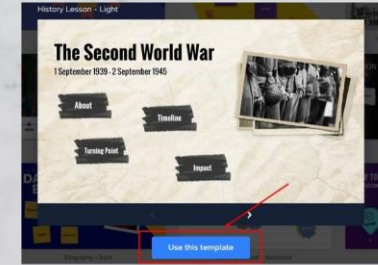 History Lesson - Light
The Second World War
1 September 1939 - 2 September 1945
About
Timeline
Turning Point
Impact
Use this template